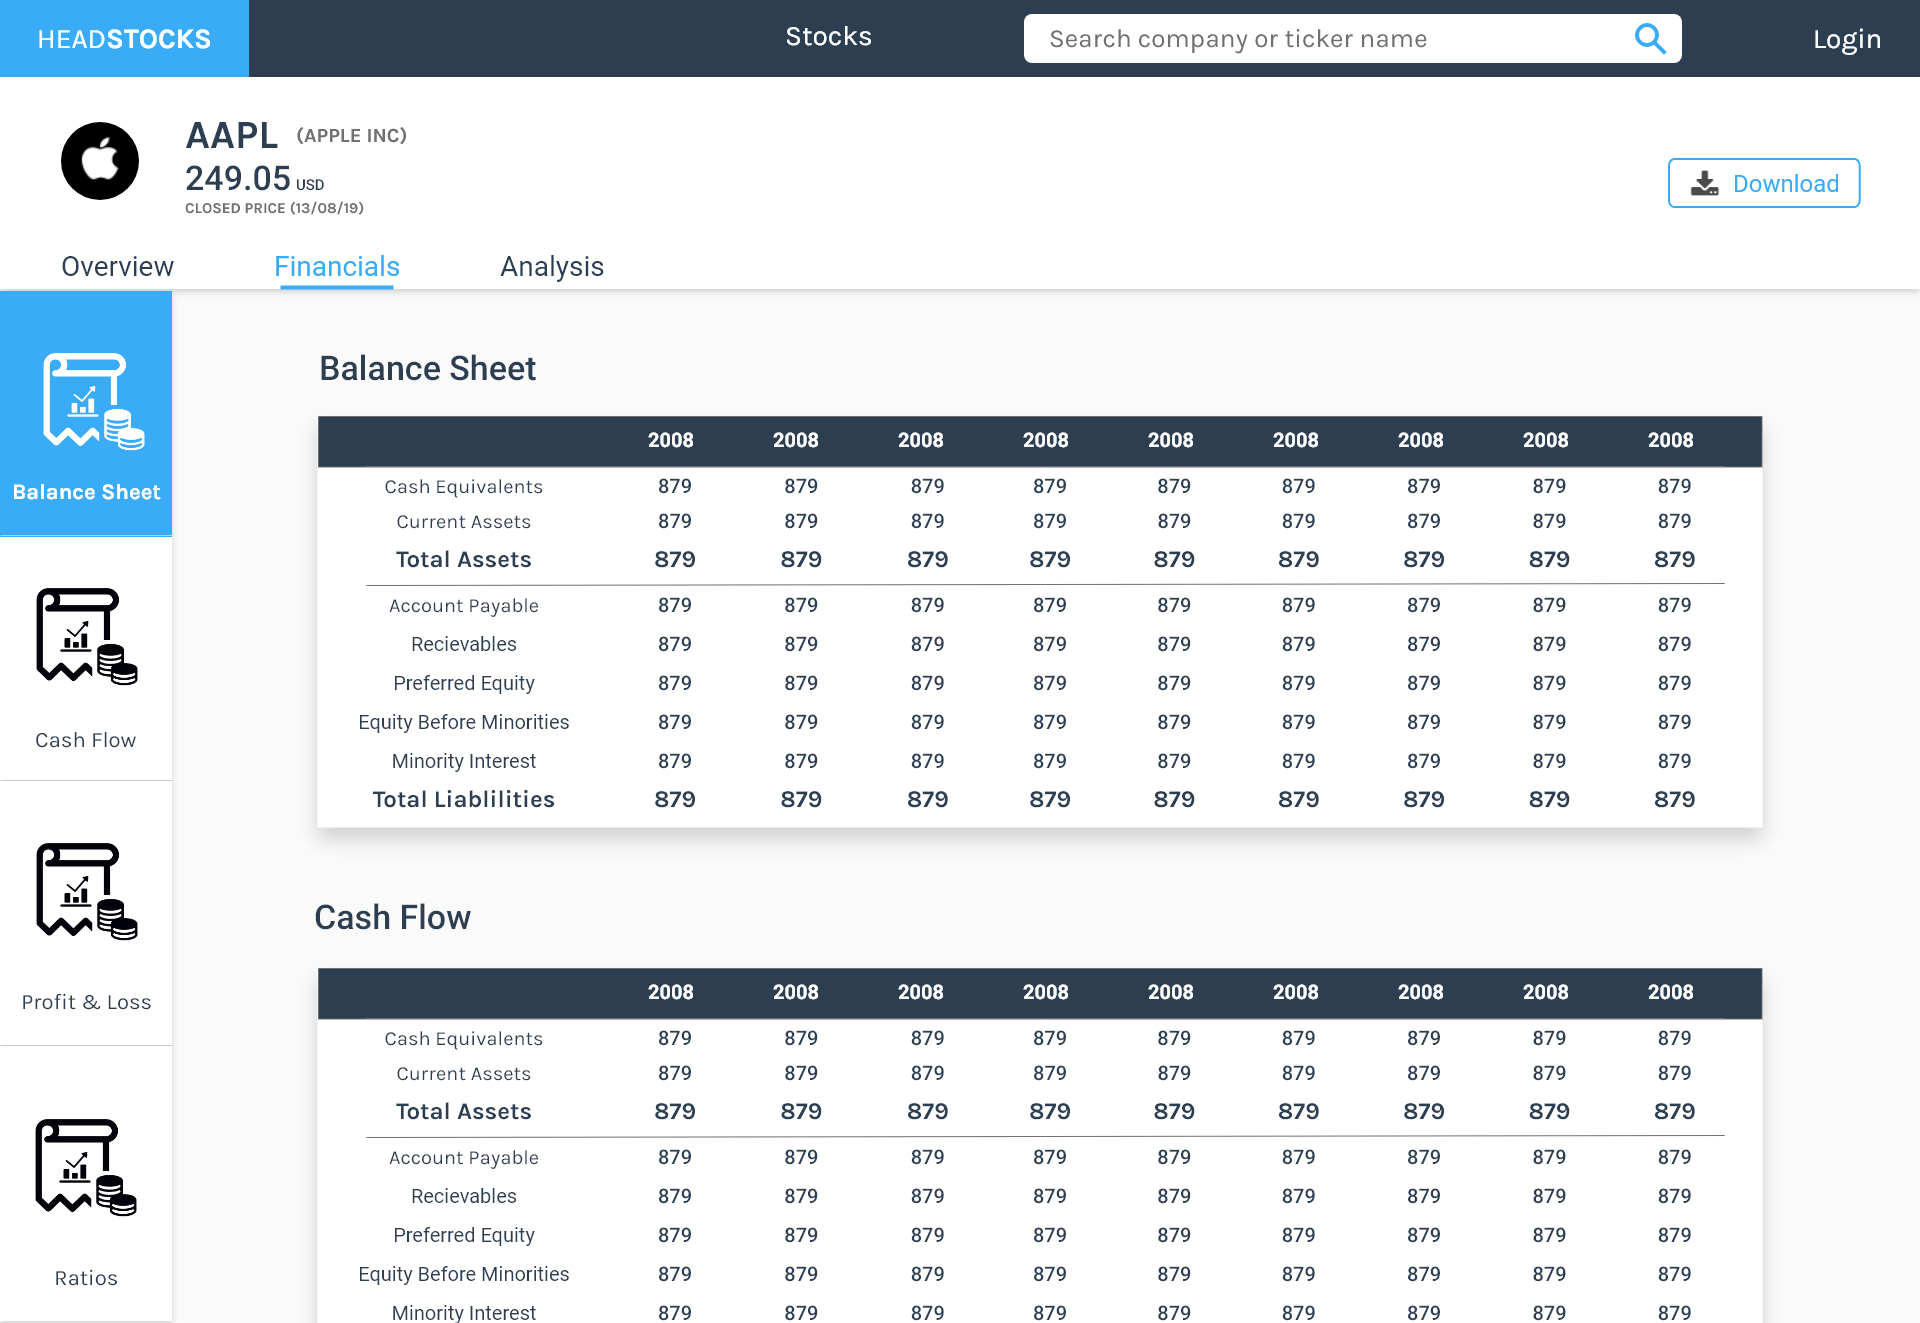 HEADSTOCKS
Stocks
Search company or ticker name
Login
AAPL (APPLE INC)
249.05 USD
CLOSED PRICE (13/08/19)
Download
Overview Financials Analysis
Balance Sheet
Cash Flow
Profit & Loss
Ratios
Balance Sheet
2008 2008 2008 2008 2008 2008 2008 2008 2008
Cash Equivalents 879 879 879 879 879 879 879 879 879
Current Assets 879 879 879 879 879 879 879 879 879
Total Assets 879 879 879 879 879 879 879 879 879
Account Payable 879 879 879 879 879 879 879 879 879
Recievables 879 879 879 879 879 879 879 879 879
Preferred Equity 879 879 879 879 879 879 879 879 879
Equity Before Minorities 879 879 879 879 879 879 879 879 879
Minority Interest 879 879 879 879 879 879 879 879 879
Total Liablilities 879 879 879 879 879 879 879 879 879
Cash Flow
2008 2008 2008 2008 2008 2008 2008 2008 2008
Cash Equivalents 879 879 879 879 879 879 879 879 879
Current Assets 879 879 879 879 879 879 879 879 879
Total Assets 879 879 879 879 879 879 879 879 879
Account Payable 879 879 879 879 879 879 879 879 879
Recievables 879 879 879 879 879 879 879 879 879
Preferred Equity 879 879 879 879 879 879 879 879 879
Equity Before Minorities 879 879 879 879 879 879 879 879 879
Minority Interest 879 879 879 879 879 879 879 879 879